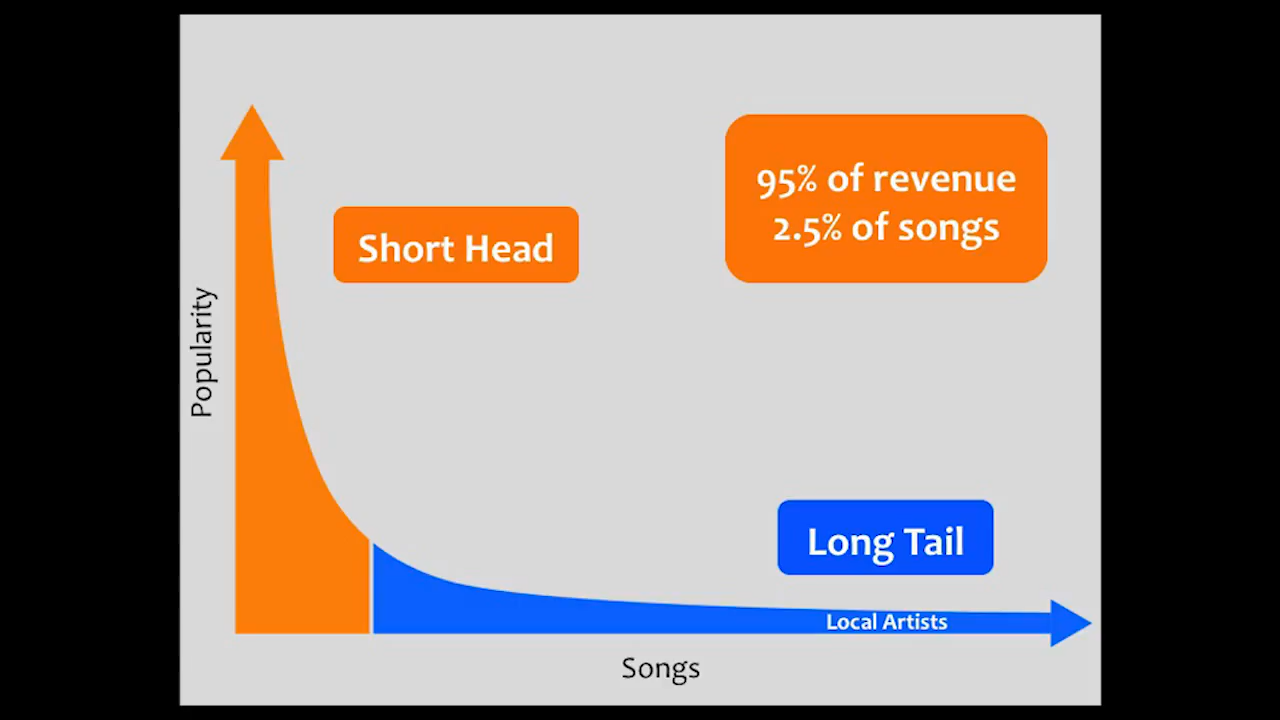 95% of revenue
2.5% of songs
Short Head
Popularity
Long Tail
Local Artists
Songs